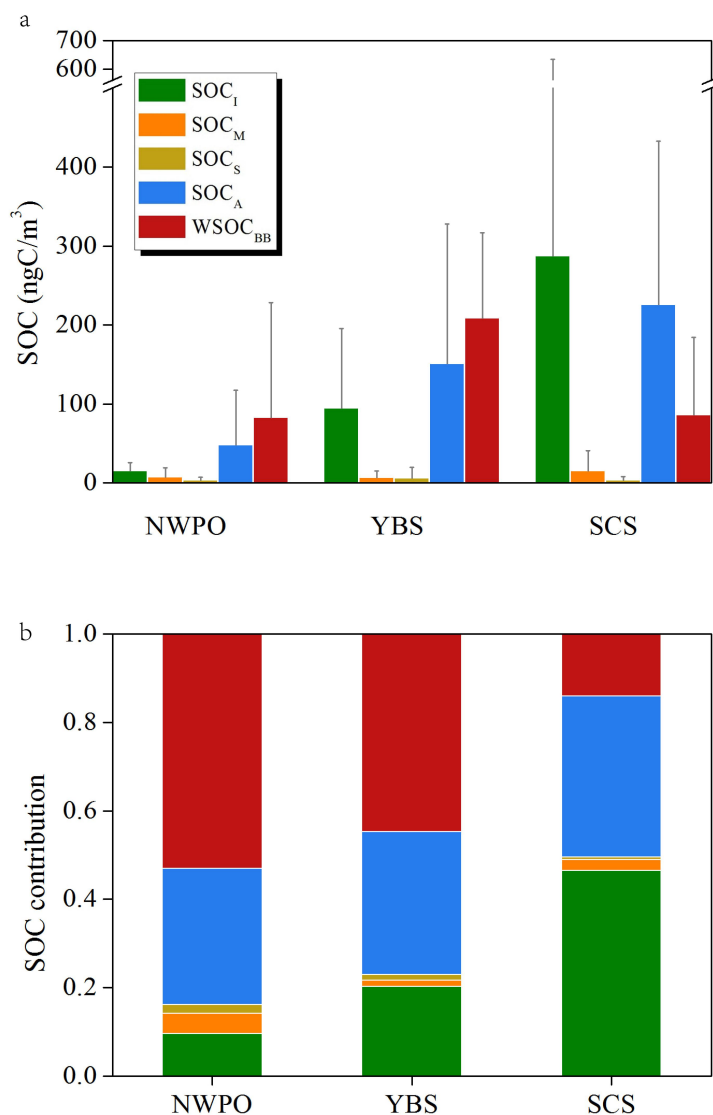 a
700
600
400
300
200
100
0
SOC (ngC/m³)
SOC_I
SOC_M
SOC_S
SOC_A
WSOC_BB
NWPO YBS SCS
b
1.0
0.8
0.6
0.4
0.2
0.0
SOC contribution
NWPO YBS SCS